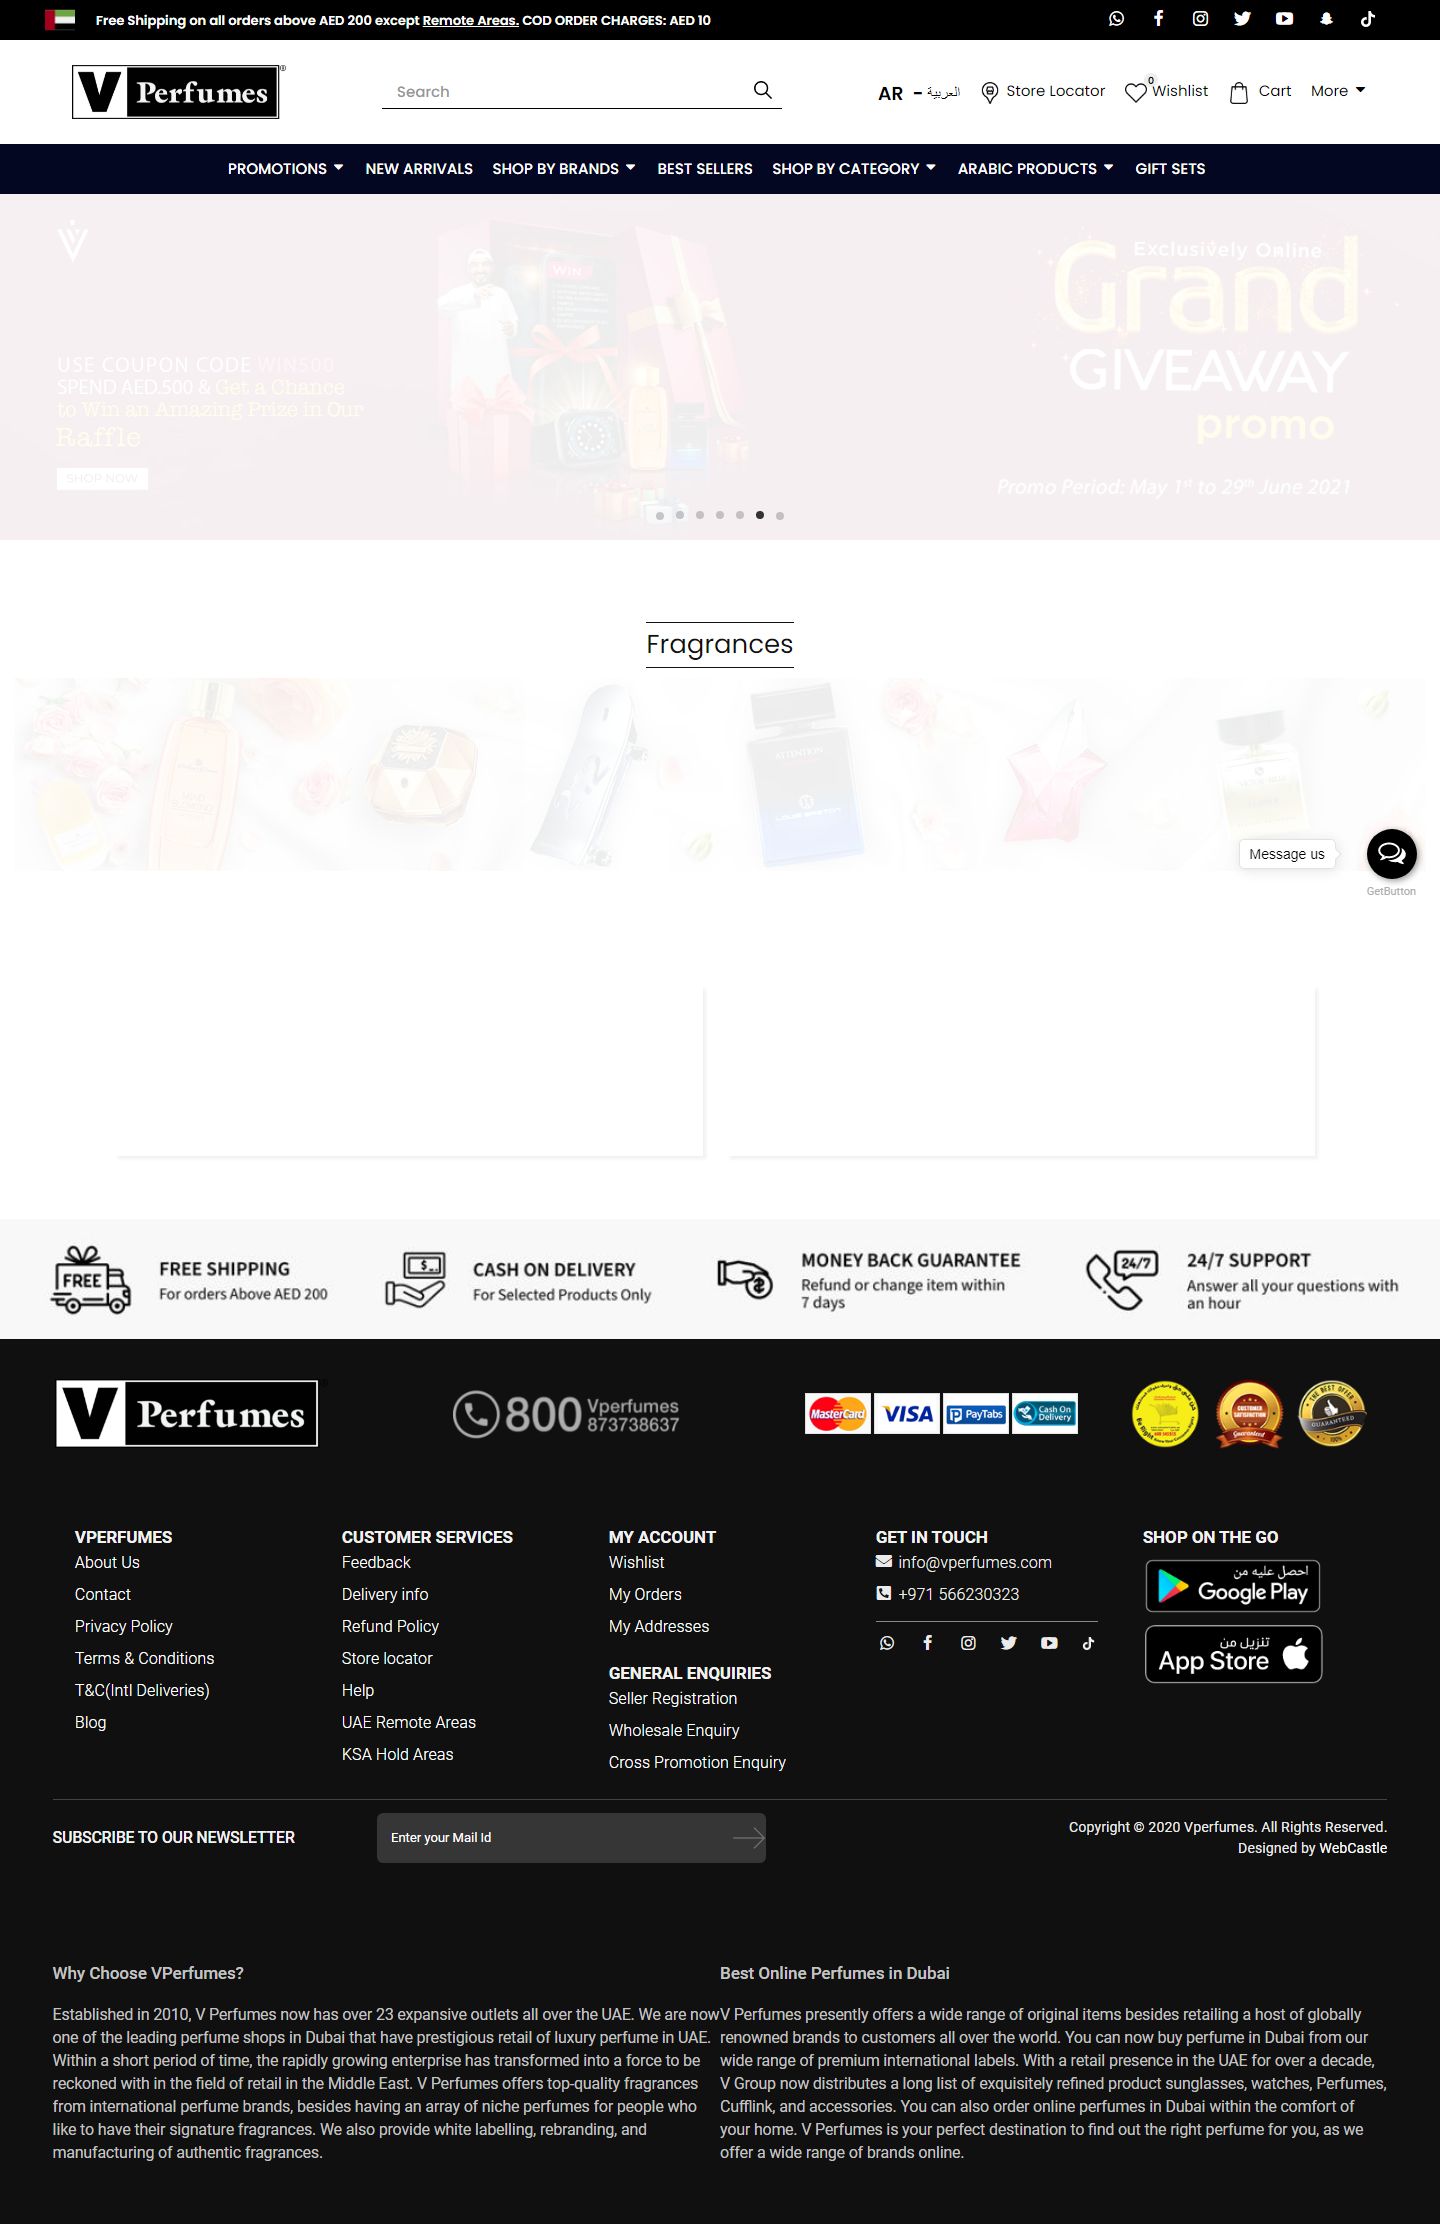 Free Shipping on all orders above AED 200 except Remote Areas. COD ORDER CHARGES: AED 10
V Perfumes®
Search
AR - العربية
Store Locator
0
Wishlist
Cart
More
PROMOTIONS
NEW ARRIVALS
SHOP BY BRANDS
BEST SELLERS
SHOP BY CATEGORY
ARABIC PRODUCTS
GIFT SETS
Exclusively Online
Grand
GIVEAWAY
promo
Promo Period: May 1st to 29th June 2021
WIN
USE COUPON CODE WIN500
SPEND AED.500 & Get a Chance
to Win an Amazing Prize in Our
Raffle
SHOP NOW
Fragrances
ATTENTION
Message us
GetButton
FREE
FREE SHIPPING
For orders Above AED 200
CASH ON DELIVERY
For Selected Products Only
MONEY BACK GUARANTEE
Refund or change item within
7 days
24/7
24/7 SUPPORT
Answer all your questions with
an hour
V Perfumes
800 Vperfumes
873738637
MasterCard
VISA
PayTabs
Cash On
Delivery
CUSTOMER
SATISFACTION
Guaranteed
THE BEST OFFER
GUARANTEED
100%
VPERFUMES
About Us
Contact
Privacy Policy
Terms & Conditions
T&C(Intl Deliveries)
Blog
CUSTOMER SERVICES
Feedback
Delivery info
Refund Policy
Store locator
Help
UAE Remote Areas
KSA Hold Areas
MY ACCOUNT
Wishlist
My Orders
My Addresses
GENERAL ENQUIRIES
Seller Registration
Wholesale Enquiry
Cross Promotion Enquiry
GET IN TOUCH
info@vperfumes.com
+971 566230323
SHOP ON THE GO
احصل عليه من
Google Play
تنزيل من
App Store
SUBSCRIBE TO OUR NEWSLETTER
Enter your Mail Id
Copyright © 2020 Vperfumes. All Rights Reserved.
Designed by WebCastle
Why Choose VPerfumes?
Established in 2010, V Perfumes now has over 23 expansive outlets all over the UAE. We are now
one of the leading perfume shops in Dubai that have prestigious retail of luxury perfume in UAE.
Within a short period of time, the rapidly growing enterprise has transformed into a force to be
reckoned with in the field of retail in the Middle East. V Perfumes offers top-quality fragrances
from international perfume brands, besides having an array of niche perfumes for people who
like to have their signature fragrances. We also provide white labelling, rebranding, and
manufacturing of authentic fragrances.
Best Online Perfumes in Dubai
V Perfumes presently offers a wide range of original items besides retailing a host of globally
renowned brands to customers all over the world. You can now buy perfume in Dubai from our
wide range of premium international labels. With a retail presence in the UAE for over a decade,
V Group now distributes a long list of exquisitely refined product sunglasses, watches, Perfumes,
Cufflink, and accessories. You can also order online perfumes in Dubai within the comfort of
your home. V Perfumes is your perfect destination to find out the right perfume for you, as we
offer a wide range of brands online.